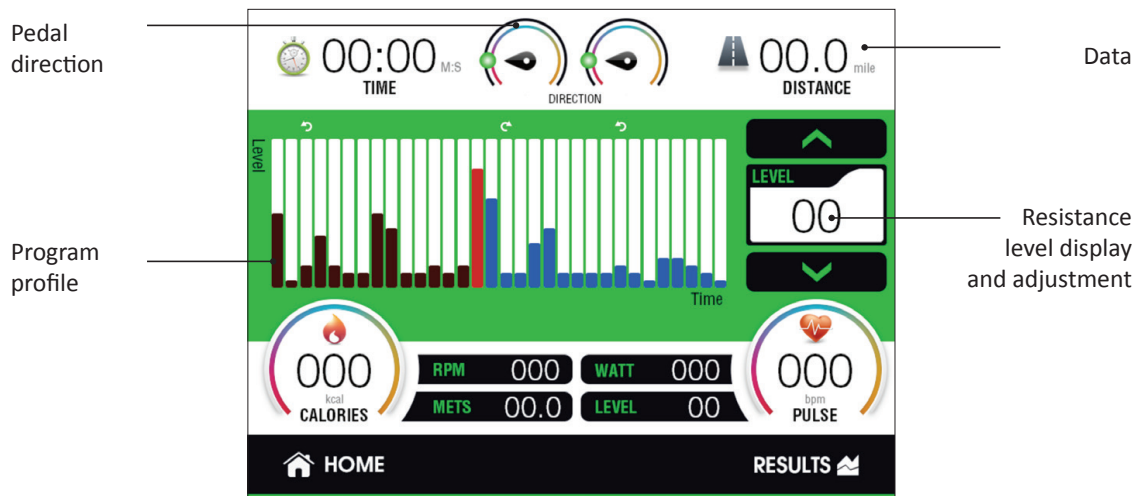 Pedal
direction
00:00 M:S
TIME
DIRECTION
00.0 mile
DISTANCE
Data
Level
Time
LEVEL
00
Resistance
level display
and adjustment
Program
profile
000
kcal
CALORIES
RPM 000
WATT 000
METS 00.0
LEVEL 00
000
bpm
PULSE
HOME
RESULTS